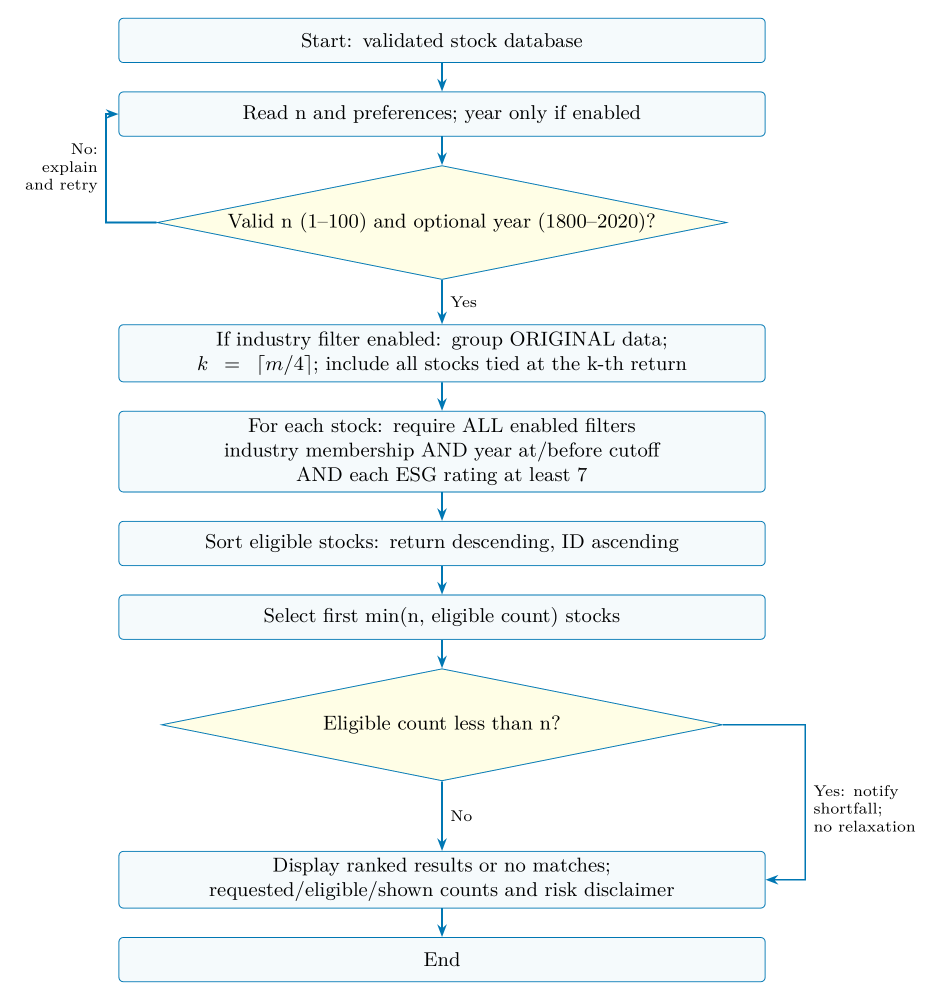 Start: validated stock database
Read n and preferences; year only if enabled
No:
explain
and retry
Valid n (1–100) and optional year (1800–2020)?
Yes
If industry filter enabled: group ORIGINAL data;
k = ⌈m/4⌉; include all stocks tied at the k-th return
For each stock: require ALL enabled filters
industry membership AND year at/before cutoff
AND each ESG rating at least 7
Sort eligible stocks: return descending, ID ascending
Select first min(n, eligible count) stocks
Eligible count less than n?
Yes: notify
shortfall;
no relaxation
No
Display ranked results or no matches;
requested/eligible/shown counts and risk disclaimer
End